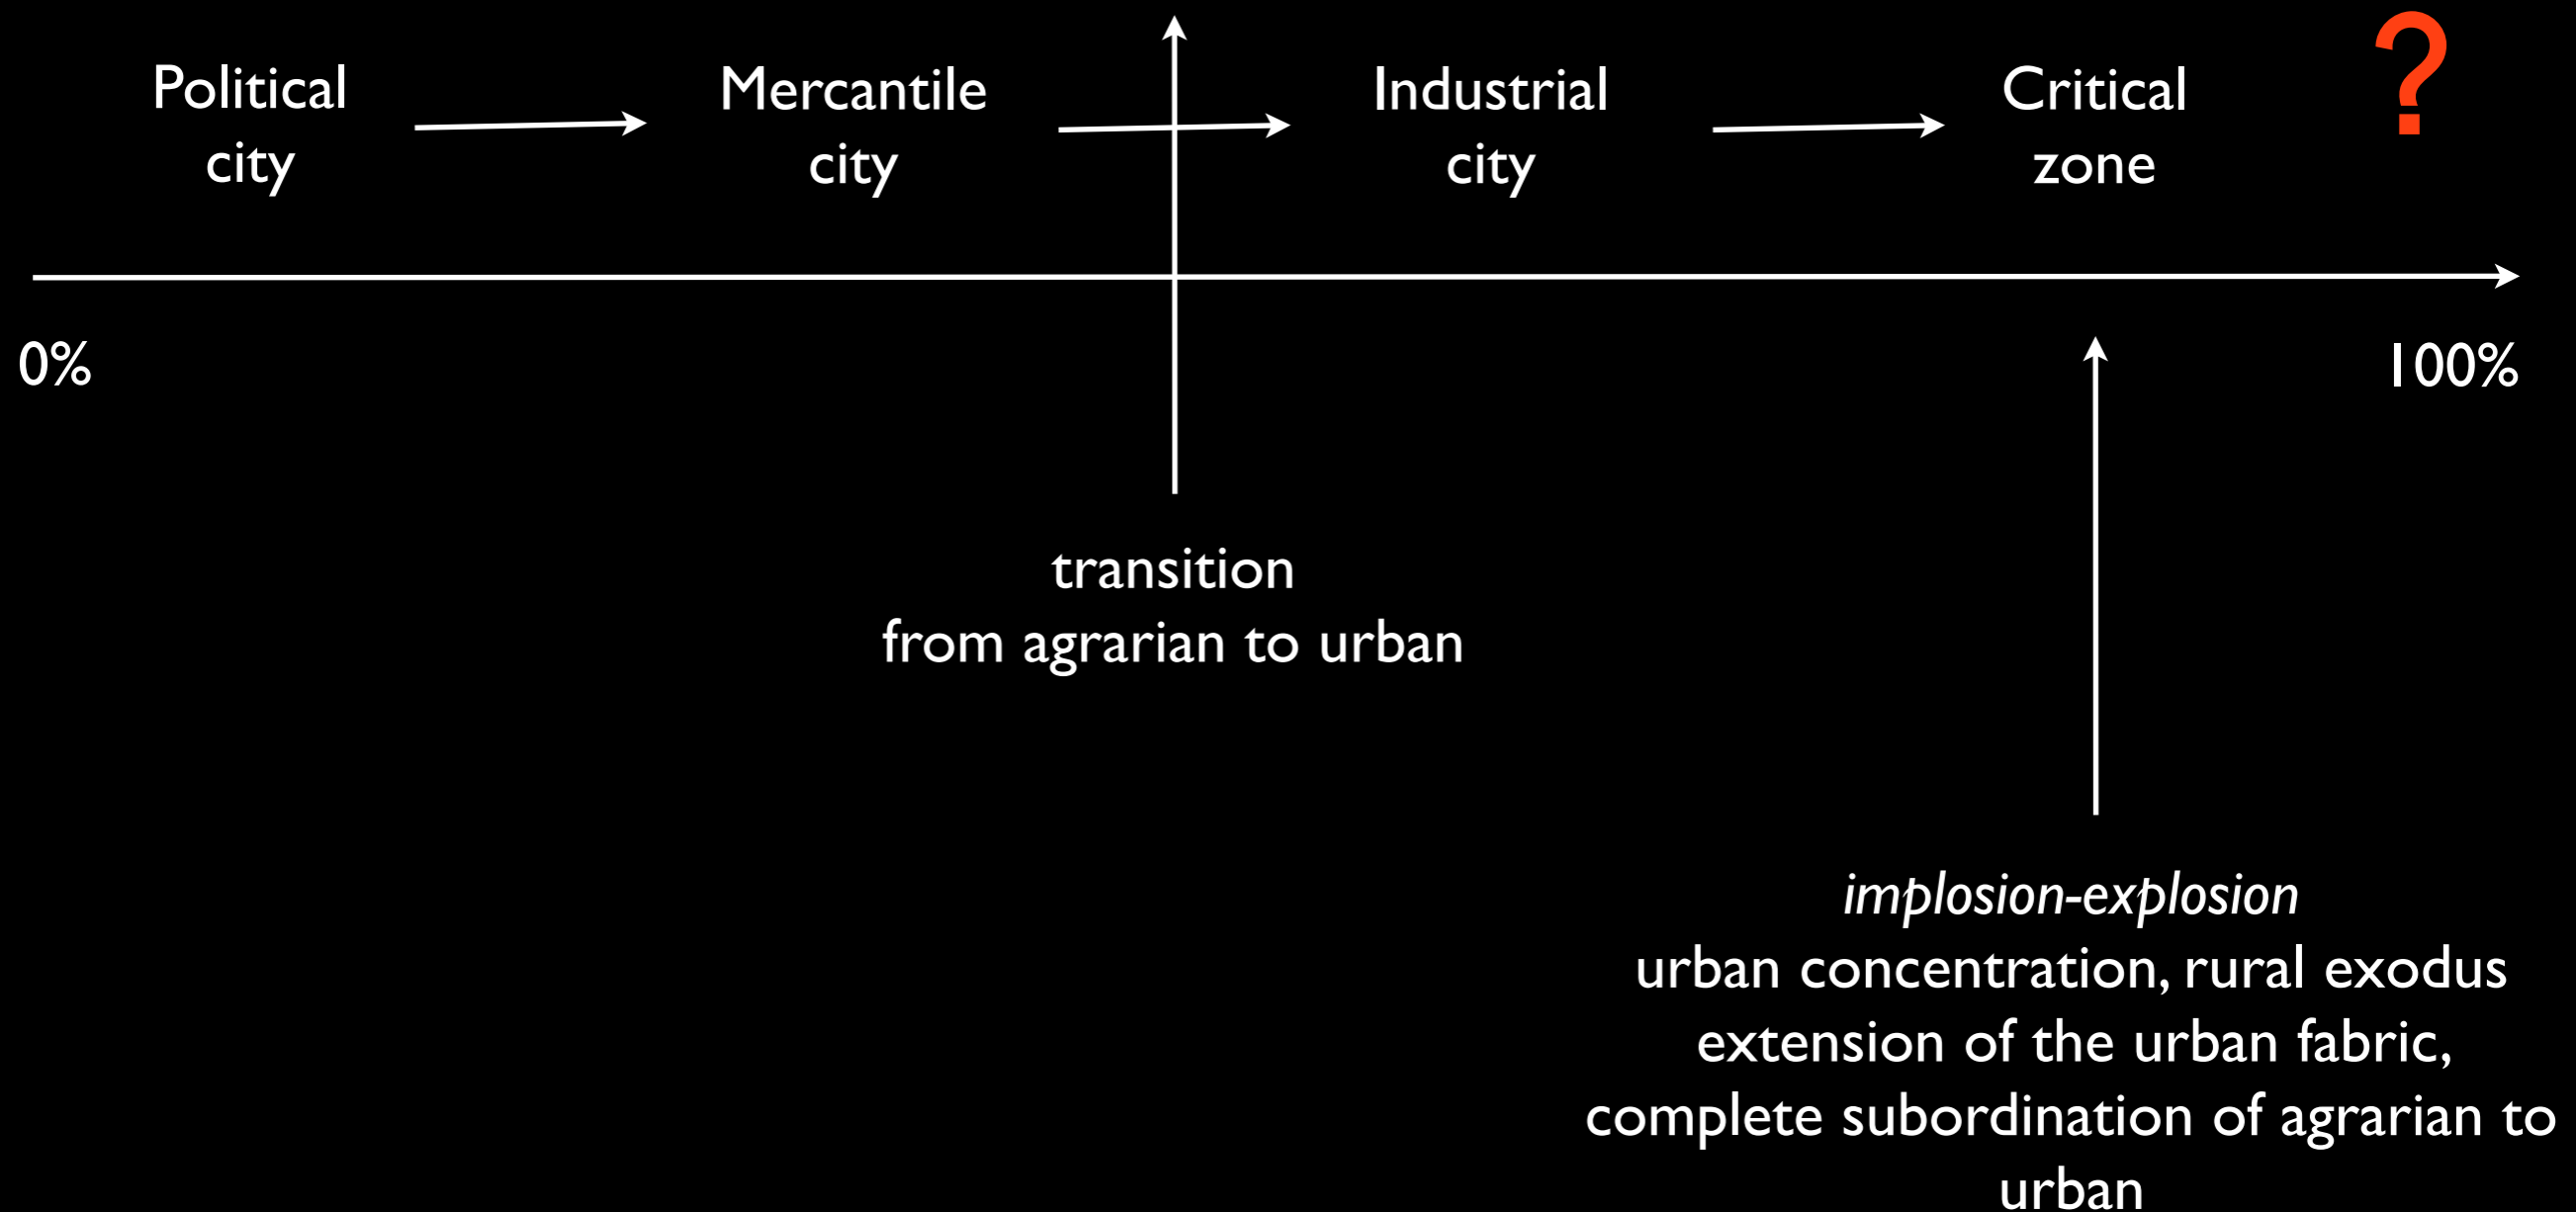 Political
city
Mercantile
city
Industrial
city
Critical
zone
?
0%
100%
transition
from agrarian to urban
implosion-explosion
urban concentration, rural exodus
extension of the urban fabric,
complete subordination of agrarian to
urban